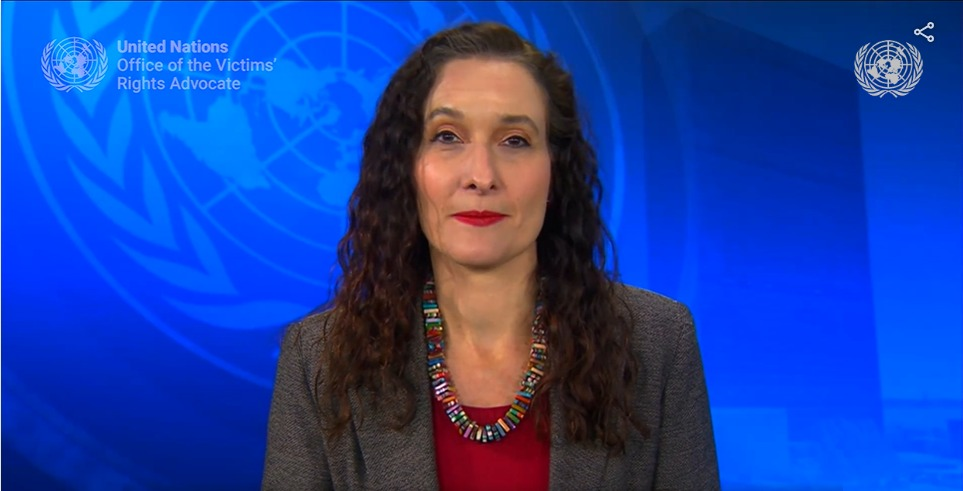 United Nations
Office of the Victims’
Rights Advocate